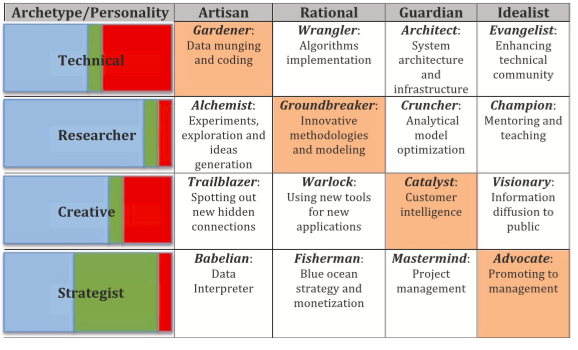 Archetype/Personality Artisan Rational Guardian Idealist
Technical
Gardener:
Data munging
and coding
Wrangler:
Algorithms
implementation
Architect:
System
architecture
and
infrastructure
Evangelist:
Enhancing
technical
community
Researcher
Alchemist:
Experiments,
exploration and
ideas
generation
Groundbreaker:
Innovative
methodologies
and modeling
Cruncher:
Analytical
model
optimization
Champion:
Mentoring and
teaching
Creative
Trailblazer:
Spotting out
new hidden
connections
Warlock:
Using new tools
for new
applications
Catalyst:
Customer
intelligence
Visionary:
Information
diffusion to
public
Strategist
Babelian:
Data
Interpreter
Fisherman:
Blue ocean
strategy and
monetization
Mastermind:
Project
management
Advocate:
Promoting to
management